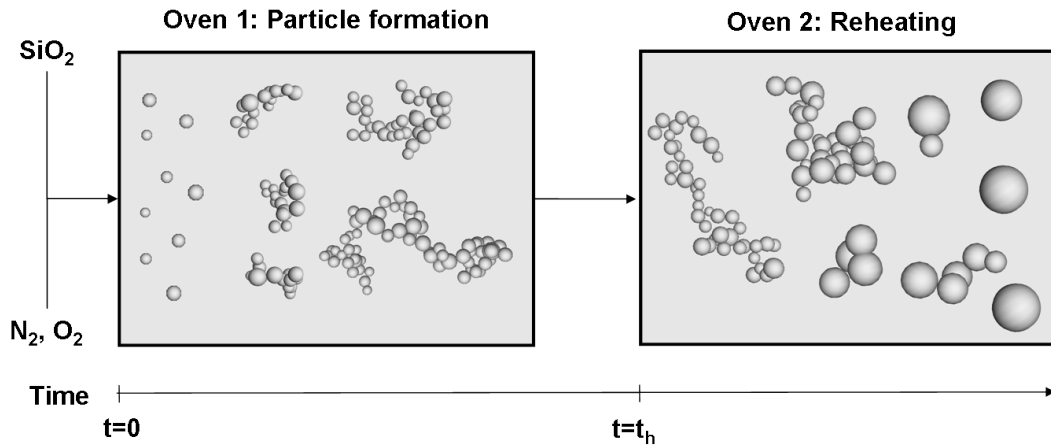 Oven 1: Particle formation
Oven 2: Reheating
SiO₂
N₂, O₂
Time
t=0
t=tₕ